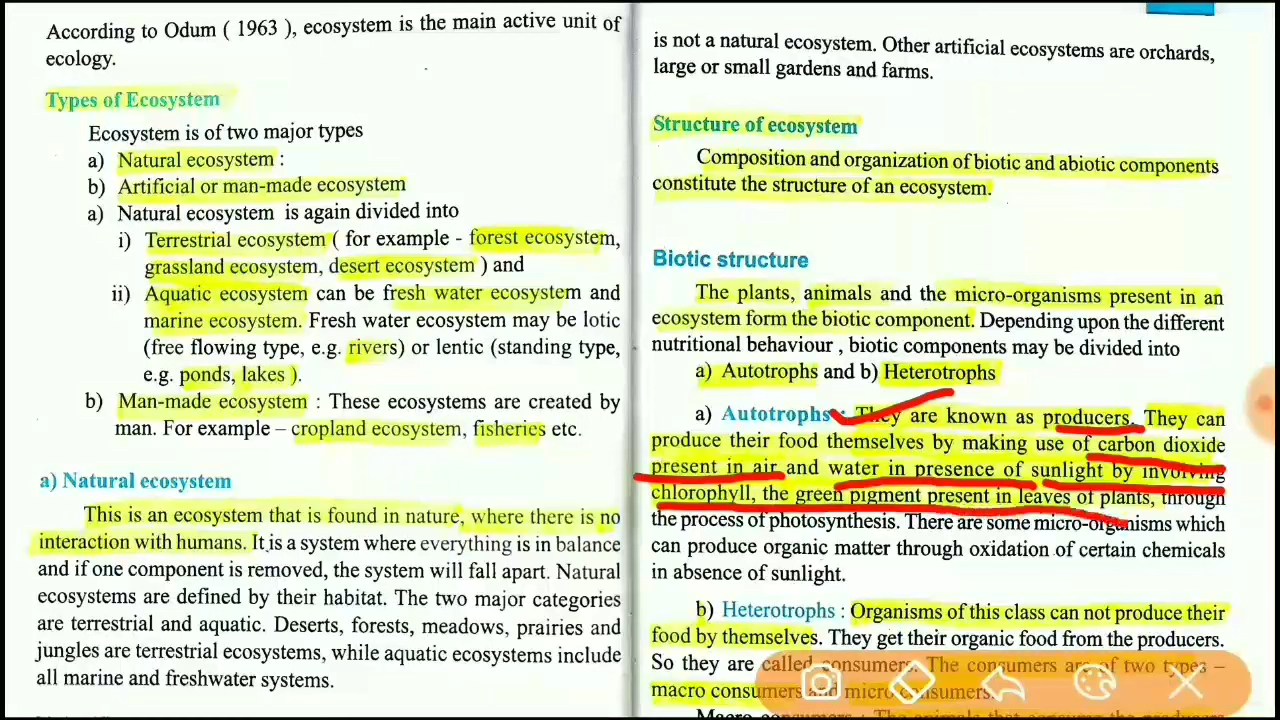 According to Odum ( 1963 ), ecosystem is the main active unit of
ecology.
Types of Ecosystem
Ecosystem is of two major types
a) Natural ecosystem :
b) Artificial or man-made ecosystem
a) Natural ecosystem is again divided into
i) Terrestrial ecosystem ( for example - forest ecosystem,
grassland ecosystem, desert ecosystem ) and
ii) Aquatic ecosystem can be fresh water ecosystem and
marine ecosystem. Fresh water ecosystem may be lotic
(free flowing type, e.g. rivers) or lentic (standing type,
e.g. ponds, lakes ).
b) Man-made ecosystem : These ecosystems are created by
man. For example – cropland ecosystem, fisheries etc.
a) Natural ecosystem
This is an ecosystem that is found in nature, where there is no
interaction with humans. It is a system where everything is in balance
and if one component is removed, the system will fall apart. Natural
ecosystems are defined by their habitat. The two major categories
are terrestrial and aquatic. Deserts, forests, meadows, prairies and
jungles are terrestrial ecosystems, while aquatic ecosystems include
all marine and freshwater systems.
is not a natural ecosystem. Other artificial ecosystems are orchards,
large or small gardens and farms.
Structure of ecosystem
Composition and organization of biotic and abiotic components
constitute the structure of an ecosystem.
Biotic structure
The plants, animals and the micro-organisms present in an
ecosystem form the biotic component. Depending upon the different
nutritional behaviour , biotic components may be divided into
a) Autotrophs and b) Heterotrophs
a) Autotrophs : They are known as producers. They can
produce their food themselves by making use of carbon dioxide
present in air and water in presence of sunlight by involving
chlorophyll, the green pigment present in leaves of plants, through
the process of photosynthesis. There are some micro-organisms which
can produce organic matter through oxidation of certain chemicals
in absence of sunlight.
b) Heterotrophs : Organisms of this class can not produce their
food by themselves. They get their organic food from the producers.
So they are called consumers. The consumers are of two types –
macro consumers and micro consumers.